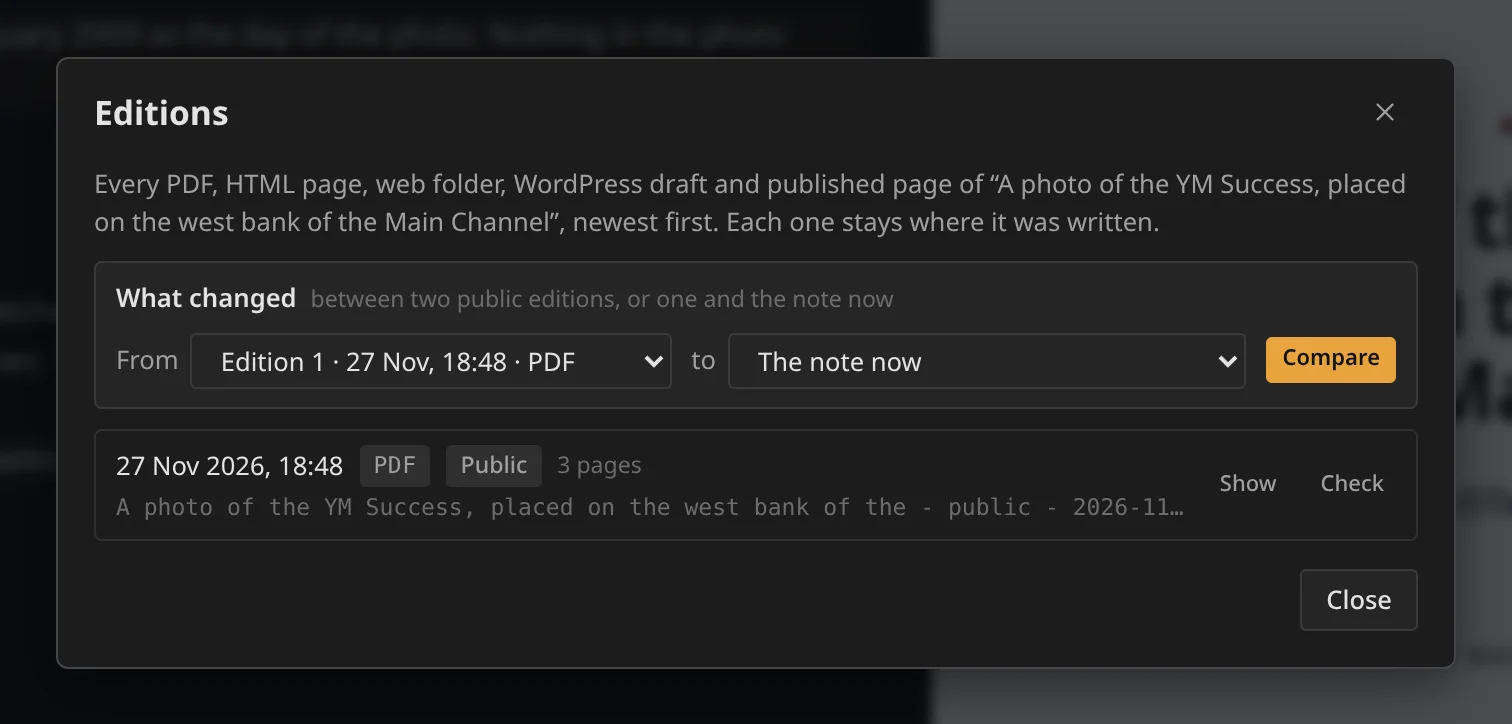 Editions
Every PDF, HTML page, web folder, WordPress draft and published page of “A photo of the YM Success, placed
on the west bank of the Main Channel”, newest first. Each one stays where it was written.
What changed between two public editions, or one and the note now
From Edition 1 · 27 Nov, 18:48 · PDF to The note now Compare
27 Nov 2026, 18:48 PDF Public 3 pages
A photo of the YM Success, placed on the west bank of the - public - 2026-11…
Show Check
Close